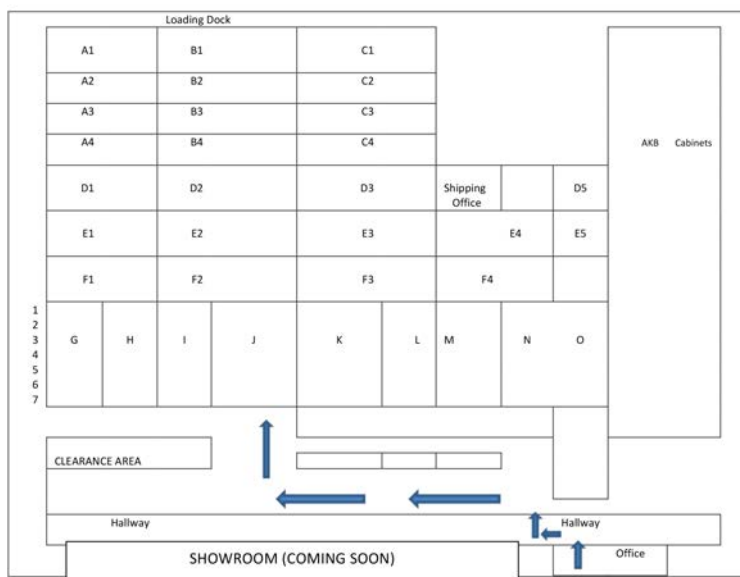 Loading Dock
A1 B1 C1
A2 B2 C2
A3 B3 C3
A4 B4 C4 AKB Cabinets
D1 D2 D3 Shipping D5
Office
E1 E2 E3 E4 E5
F1 F2 F3 F4
1
2
3 G H I J K L M N O
4
5
6
7
CLEARANCE AREA
Hallway Hallway
SHOWROOM (COMING SOON) Office